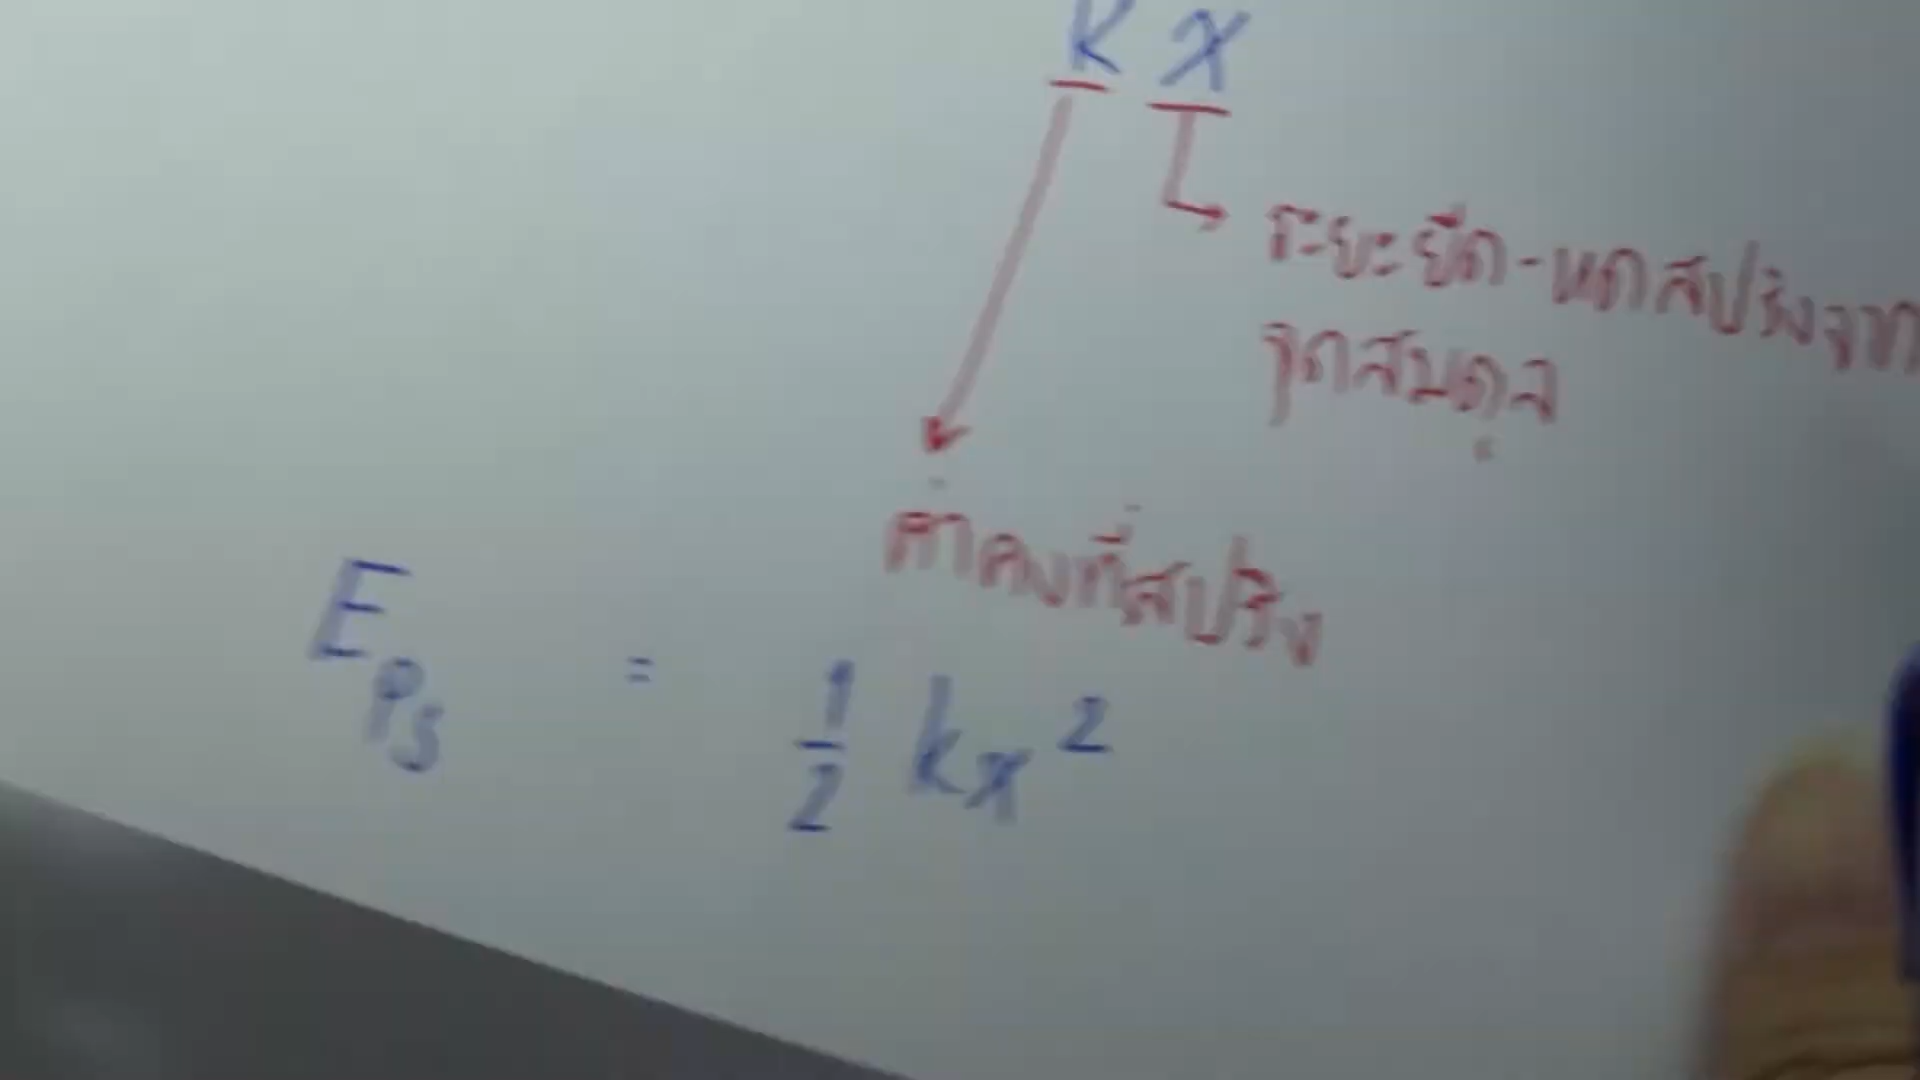 k x
ระยะยืด-หดสปริงจาก
จุดสมดุล
ค่าคงที่สปริง
Eps = 1/2 kx²